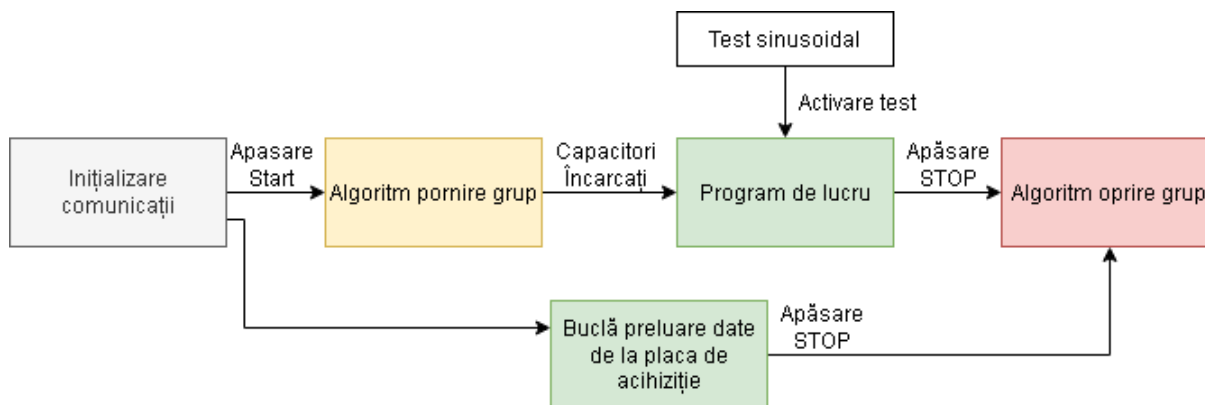 Test sinusoidal
Activare test
Inițializare
comunicații
Apasare
Start
Algoritm pornire grup
Capacitori
Încarcați
Program de lucru
Apăsare
STOP
Algoritm oprire grup
Buclă preluare date
de la placa de
acihiziție
Apăsare
STOP